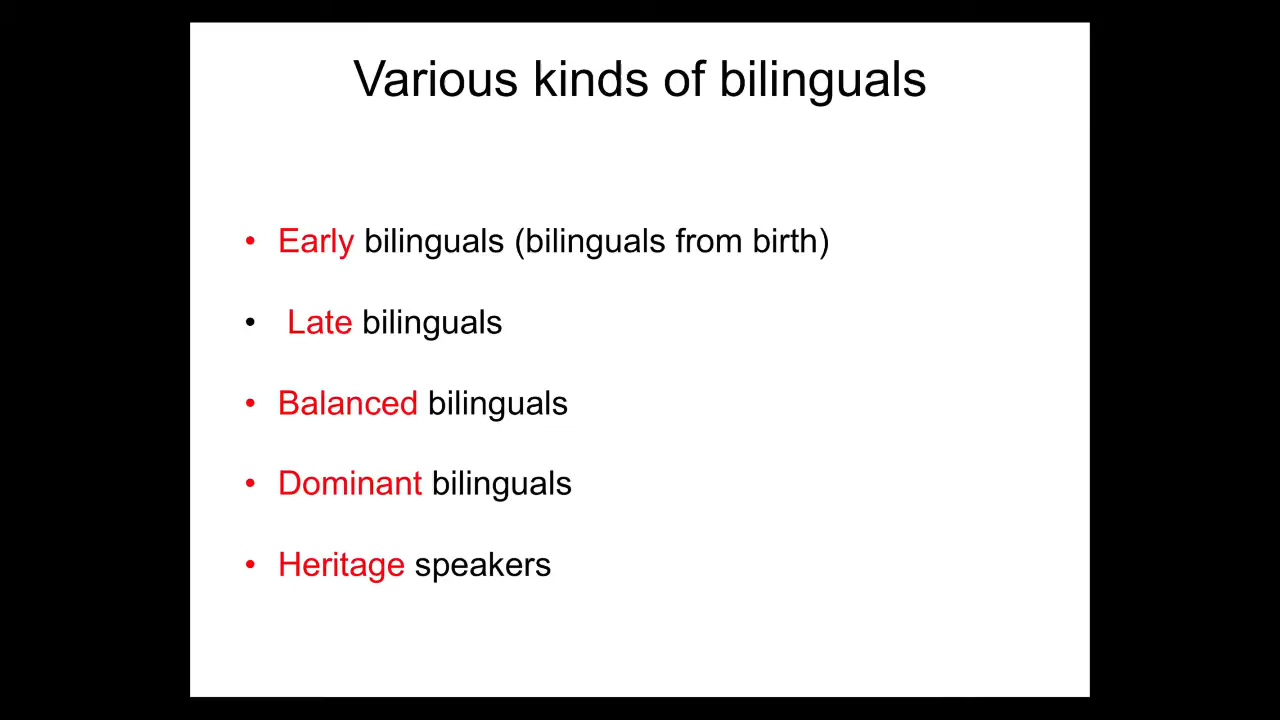 Various kinds of bilinguals
• Early bilinguals (bilinguals from birth)
• Late bilinguals
• Balanced bilinguals
• Dominant bilinguals
• Heritage speakers